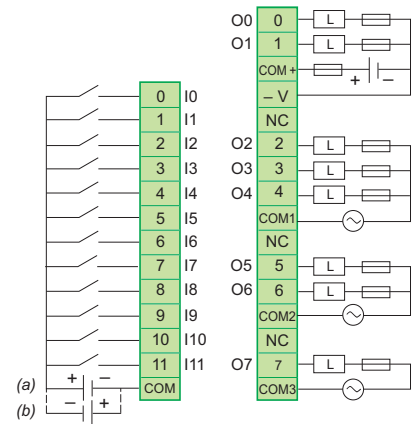 O0 0 L
O1 1 L
COM + + –
– V
NC
O2 2 L
O3 3 L
O4 4 L
COM1
NC
O5 5 L
O6 6 L
COM2
NC
O7 7 L
COM3
0 I0
1 I1
2 I2
3 I3
4 I4
5 I5
6 I6
7 I7
8 I8
9 I9
10 I10
11 I11
(a) + – COM
(b) – +